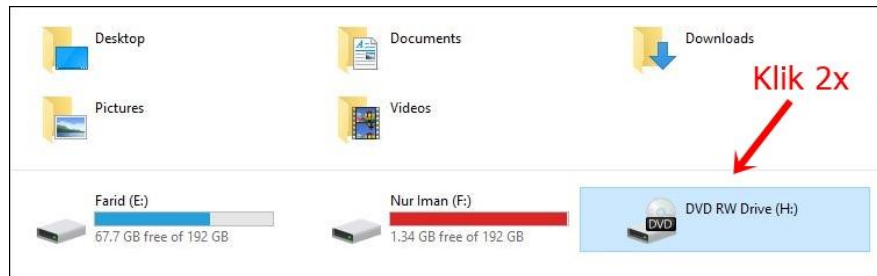 Desktop
Documents
Downloads
Klik 2x
Pictures
Videos
Farid (E:)
67.7 GB free of 192 GB
Nur Iman (F:)
1.34 GB free of 192 GB
DVD RW Drive (H:)
DVD